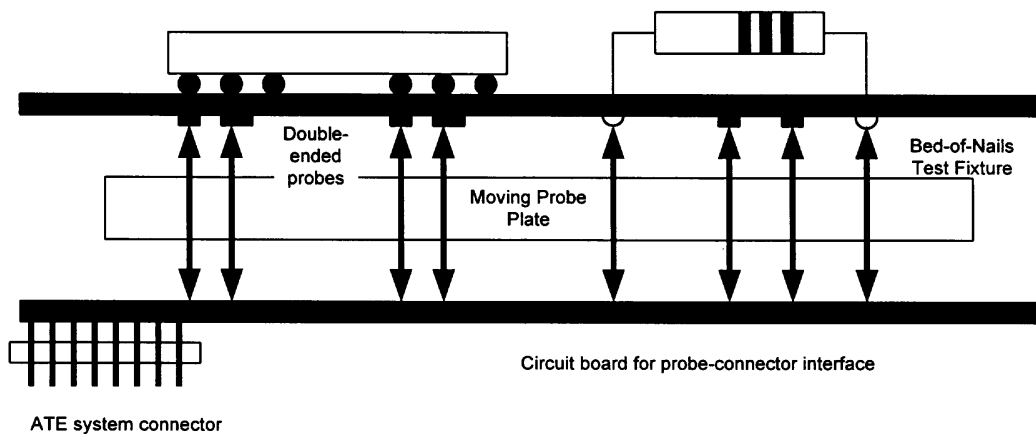 Double-
ended
probes
Bed-of-Nails
Test Fixture
Moving Probe
Plate
Circuit board for probe-connector interface
ATE system connector